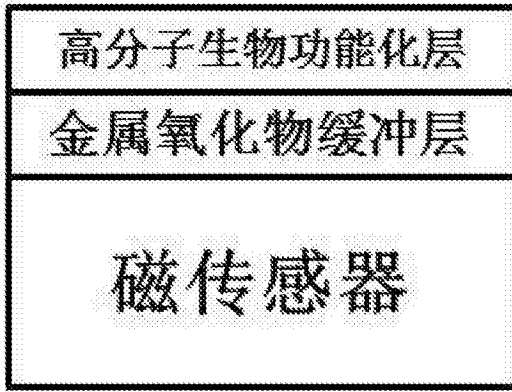 高分子生物功能化层
金属氧化物缓冲层
磁传感器